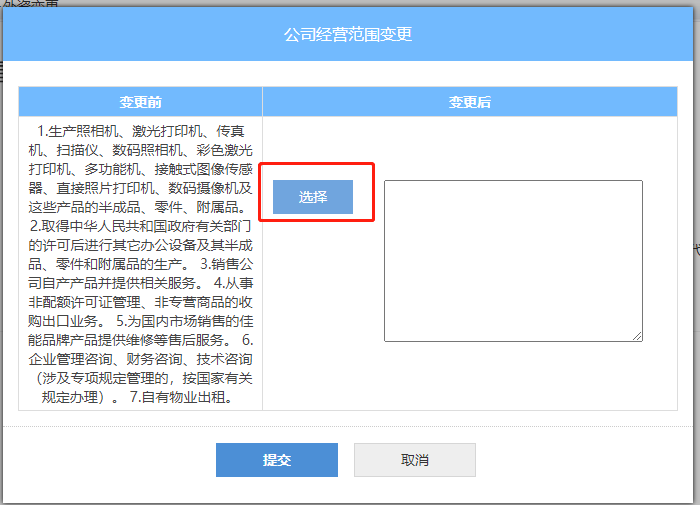 外资变更
公司经营范围变更
变更前
变更后
1.生产照相机、激光打印机、传真
机、扫描仪、数码照相机、彩色激光
打印机、多功能机、接触式图像传感
器、直接照片打印机、数码摄像机及
这些产品的半成品、零件、附属品。
2.取得中华人民共和国政府有关部门
的许可后进行其它办公设备及其半成
品、零件和附属品的生产。 3.销售公
司自产产品并提供相关服务。 4.从事
非配额许可证管理、非专营商品的收
购出口业务。 5.为国内市场销售的佳
能品牌产品提供维修等售后服务。 6.
企业管理咨询、财务咨询、技术咨询
（涉及专项规定管理的，按国家有关
规定办理）。 7.自有物业出租。
选择
提交
取消